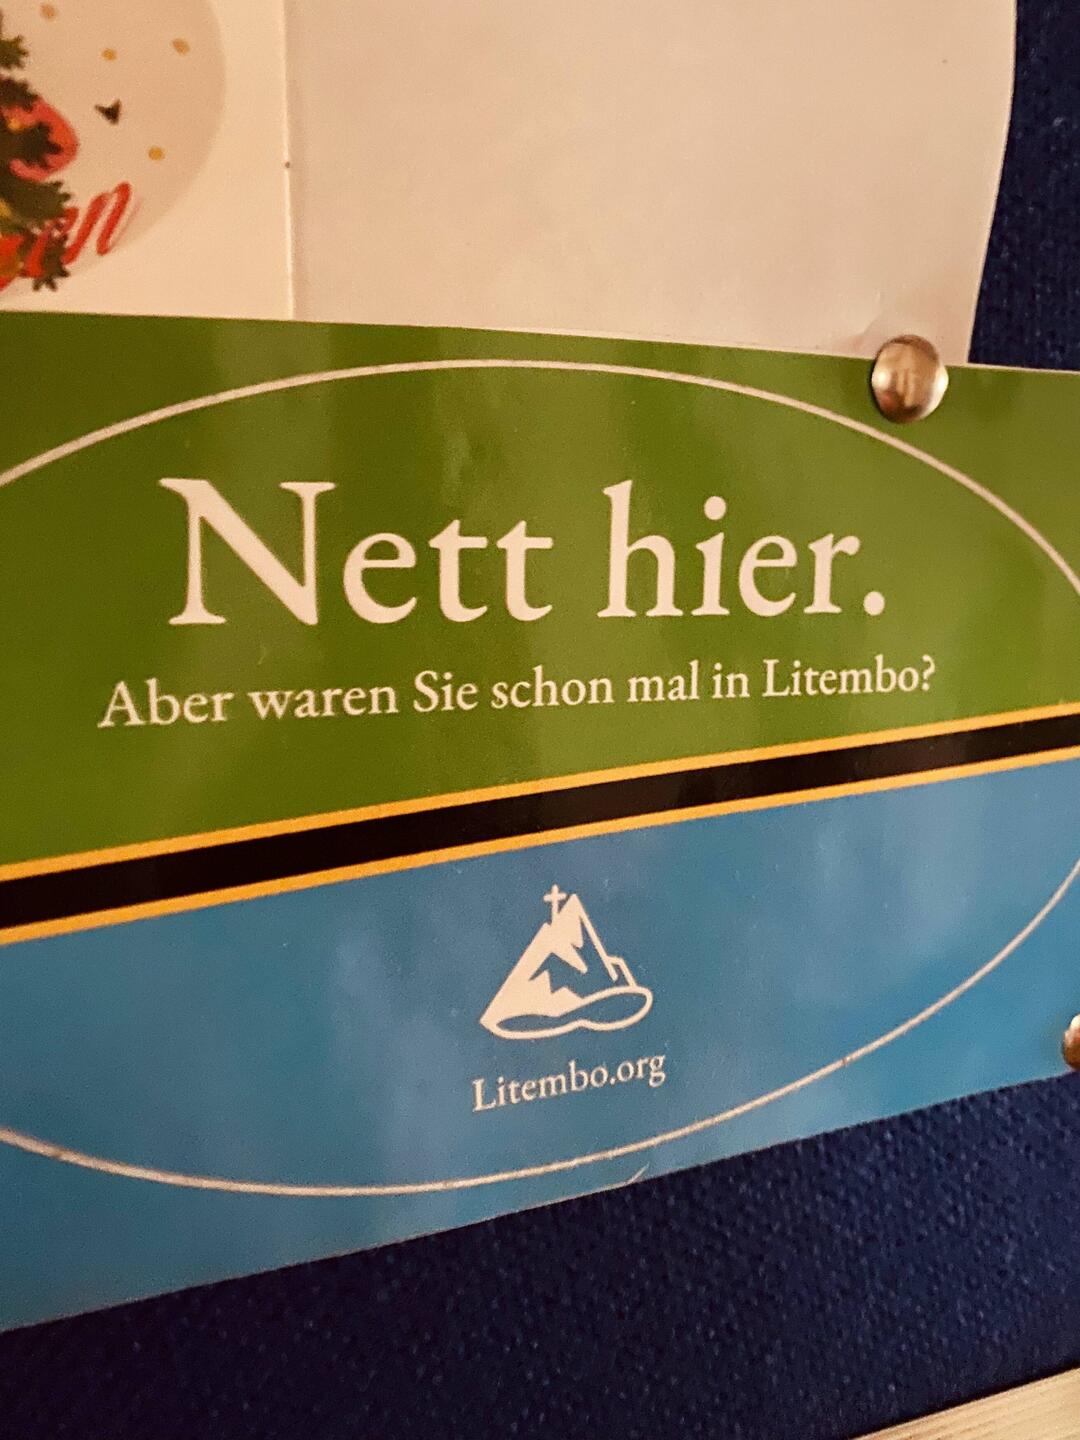 Nett hier.
Aber waren Sie schon mal in Litembo?
Litembo.org